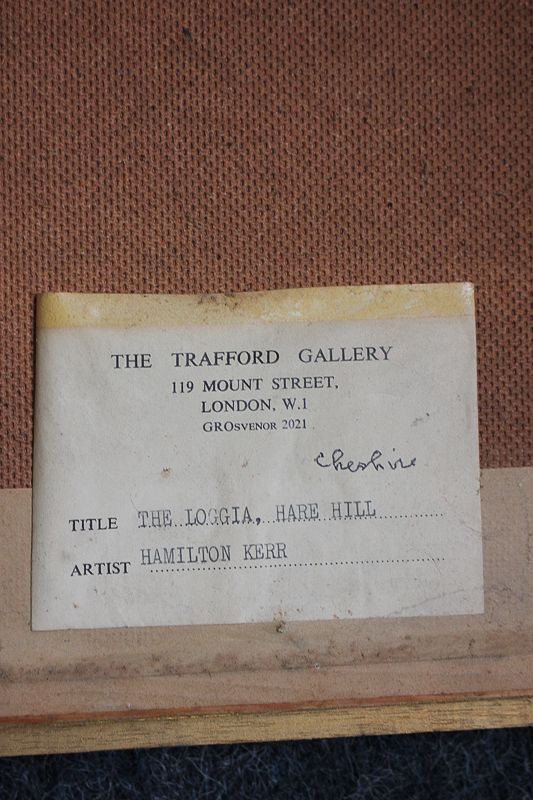 THE TRAFFORD GALLERY
119 MOUNT STREET,
LONDON, W.1
GROSVENOR 2021
Cheshire
TITLE THE LOGGIA, HARE HILL
ARTIST HAMILTON KERR